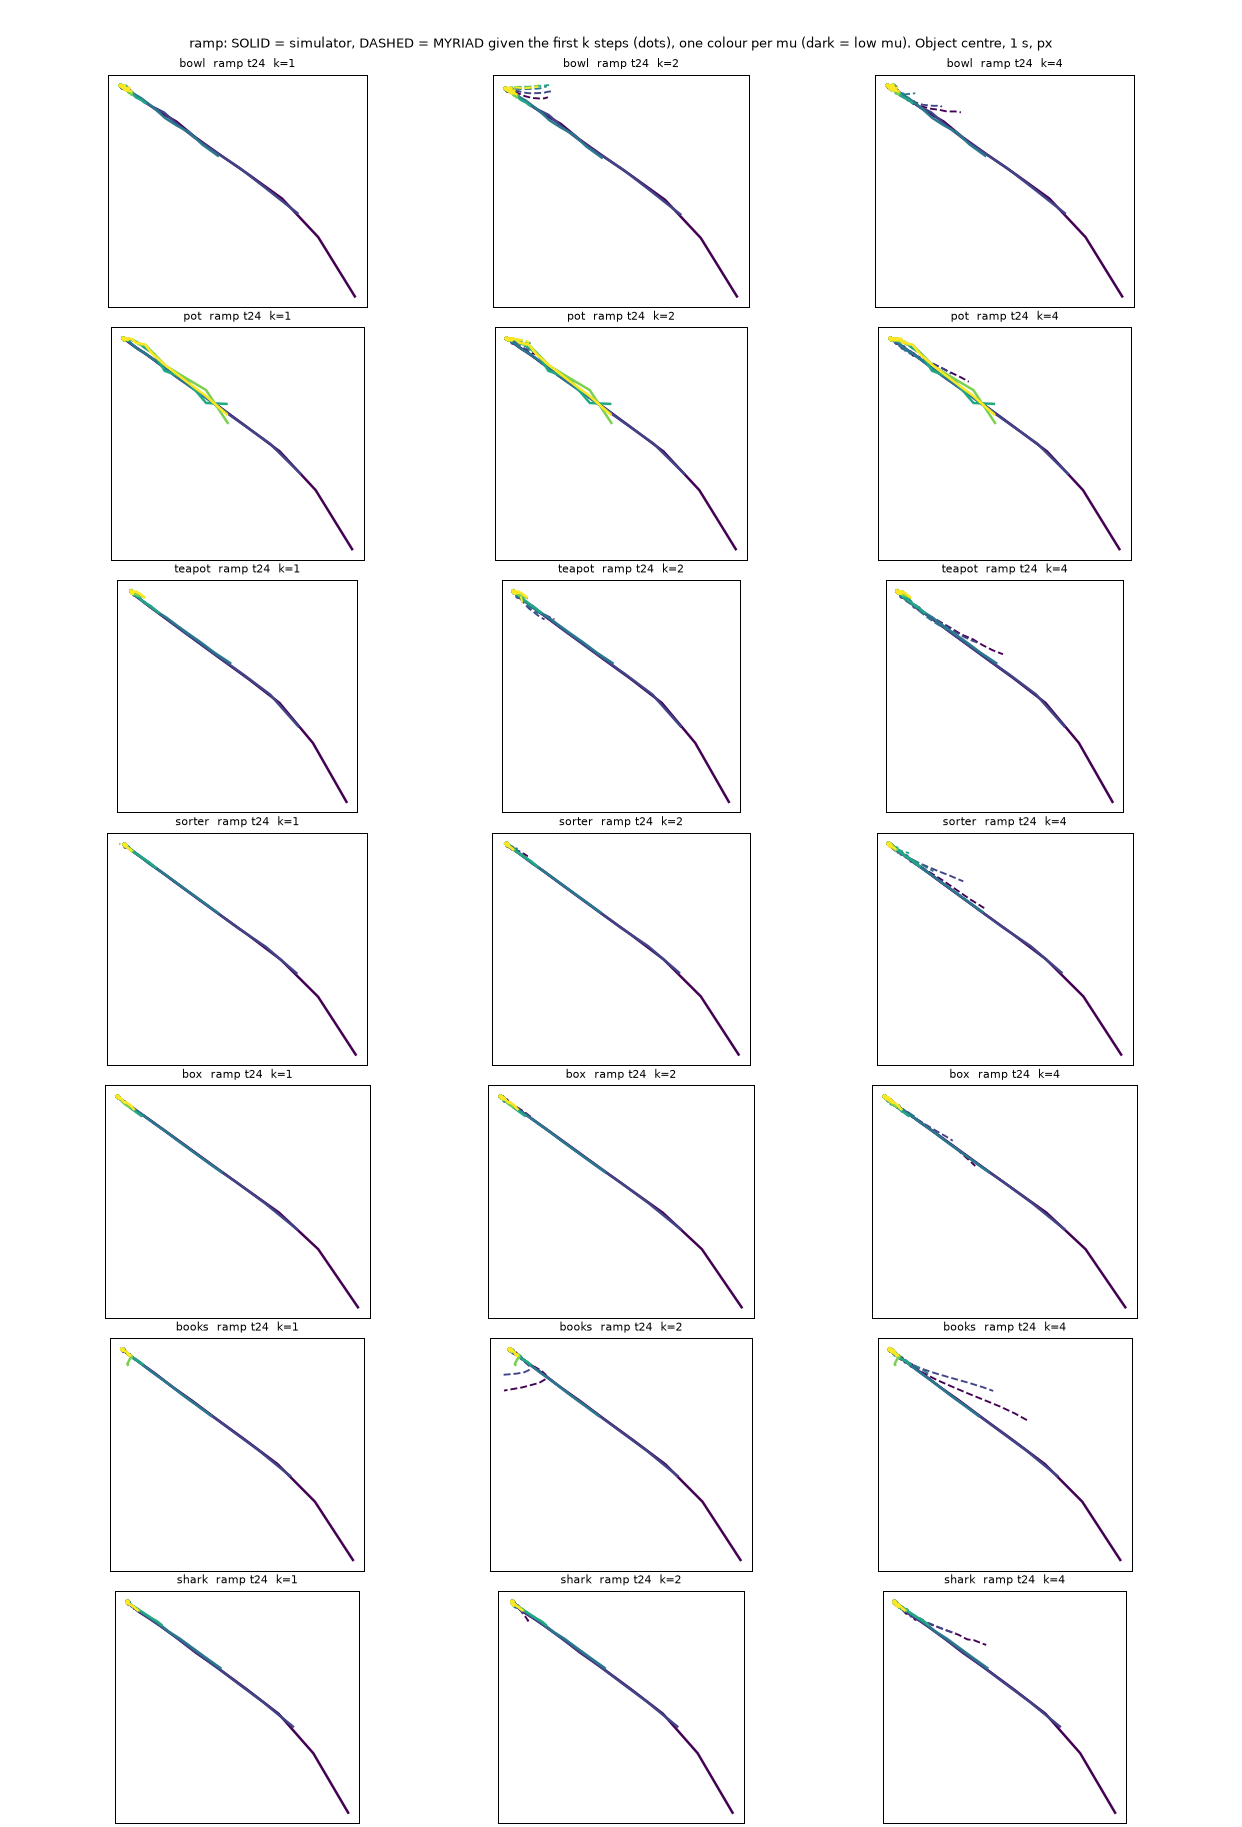 ramp: SOLID = simulator, DASHED = MYRIAD given the first k steps (dots), one colour per mu (dark = low mu). Object centre, 1 s, px
bowl  ramp t24  k=1
bowl  ramp t24  k=2
bowl  ramp t24  k=4
pot  ramp t24  k=1
pot  ramp t24  k=2
pot  ramp t24  k=4
teapot  ramp t24  k=1
teapot  ramp t24  k=2
teapot  ramp t24  k=4
sorter  ramp t24  k=1
sorter  ramp t24  k=2
sorter  ramp t24  k=4
box  ramp t24  k=1
box  ramp t24  k=2
box  ramp t24  k=4
books  ramp t24  k=1
books  ramp t24  k=2
books  ramp t24  k=4
shark  ramp t24  k=1
shark  ramp t24  k=2
shark  ramp t24  k=4